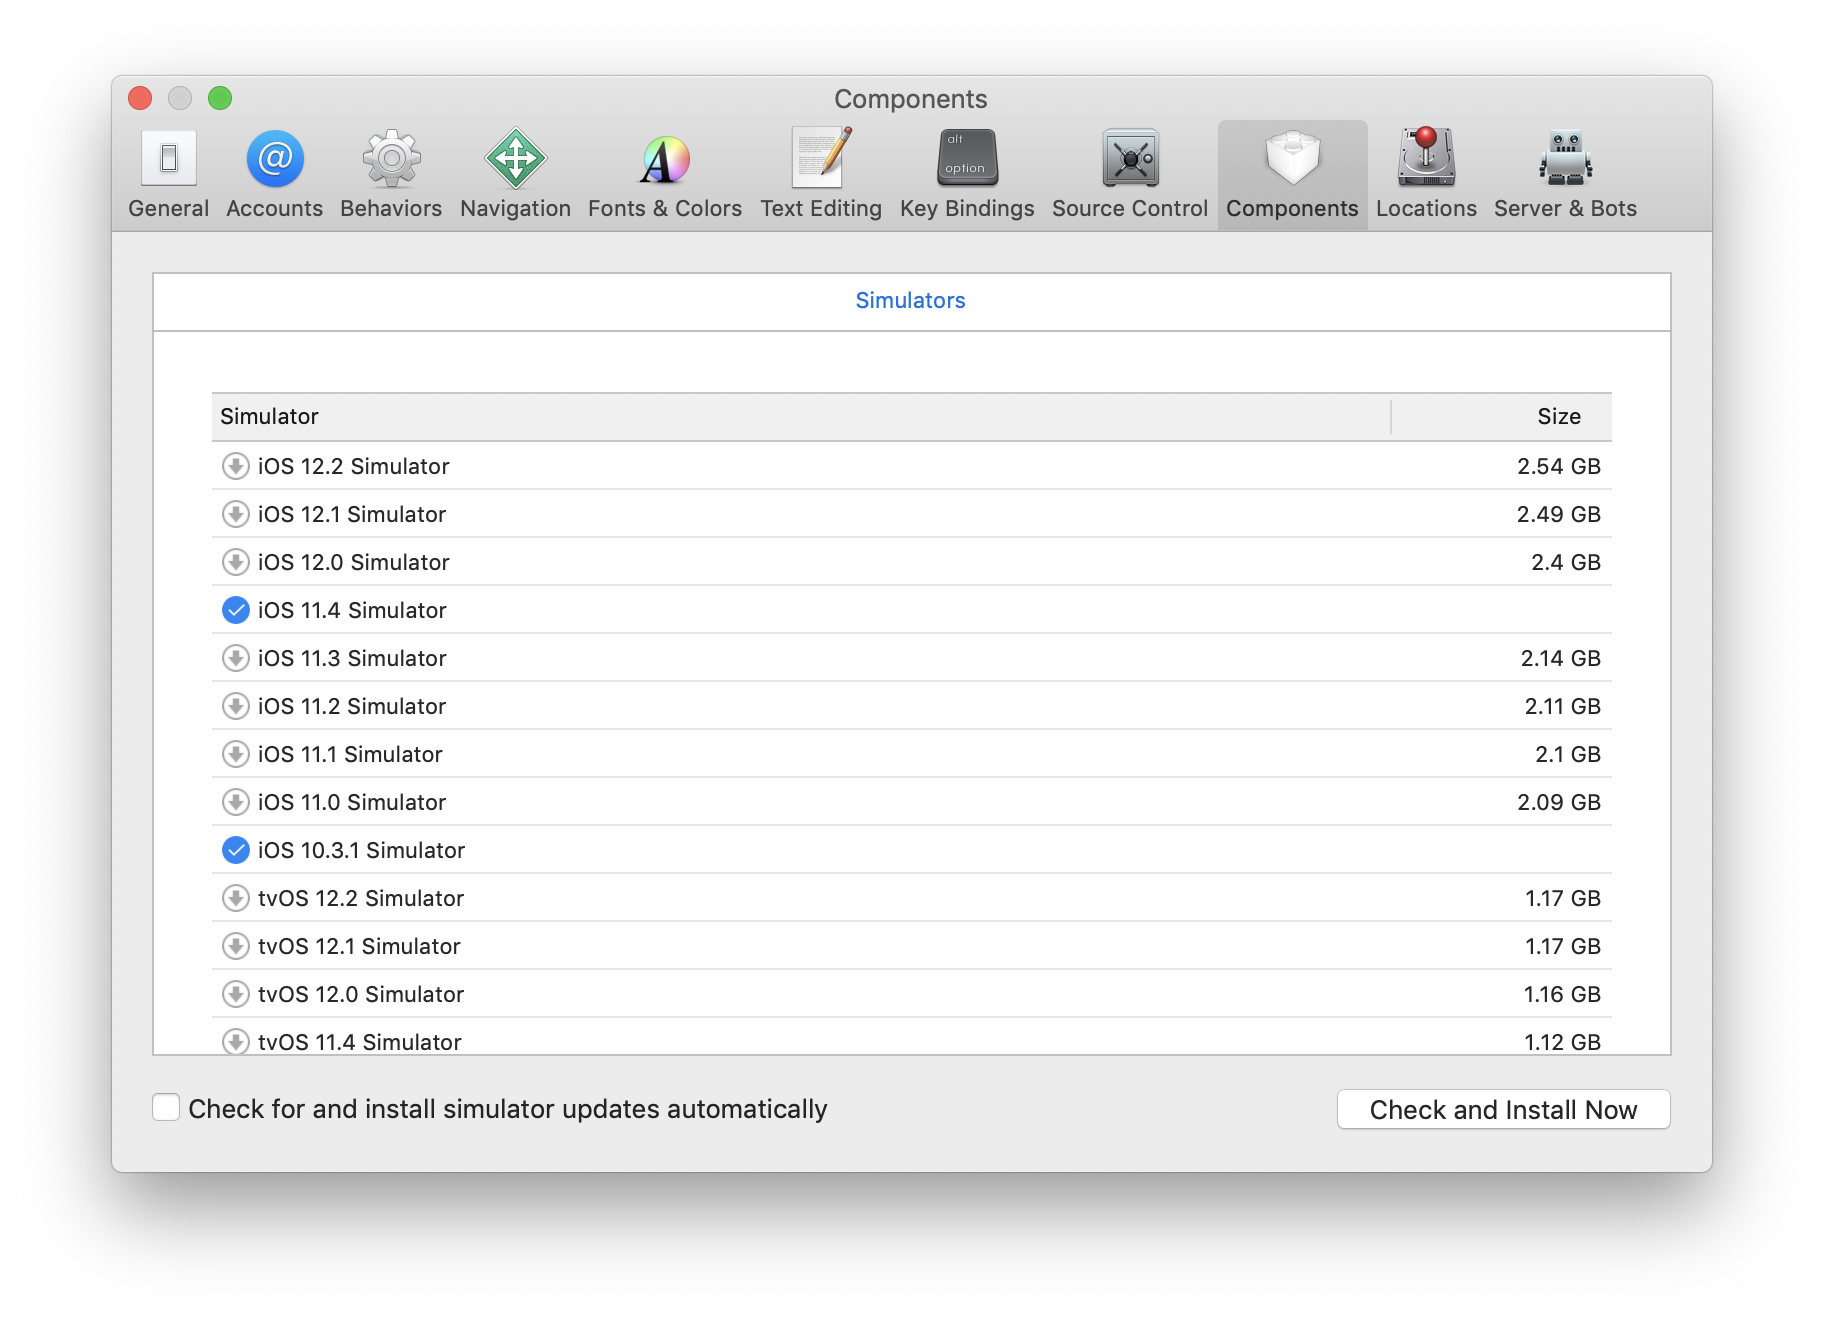 Components
alt
option
General Accounts Behaviors Navigation Fonts & Colors Text Editing Key Bindings Source Control Components Locations Server & Bots
Simulators
Simulator Size
iOS 12.2 Simulator 2.54 GB
iOS 12.1 Simulator 2.49 GB
iOS 12.0 Simulator 2.4 GB
iOS 11.4 Simulator
iOS 11.3 Simulator 2.14 GB
iOS 11.2 Simulator 2.11 GB
iOS 11.1 Simulator 2.1 GB
iOS 11.0 Simulator 2.09 GB
iOS 10.3.1 Simulator
tvOS 12.2 Simulator 1.17 GB
tvOS 12.1 Simulator 1.17 GB
tvOS 12.0 Simulator 1.16 GB
tvOS 11.4 Simulator 1.12 GB
Check for and install simulator updates automatically Check and Install Now